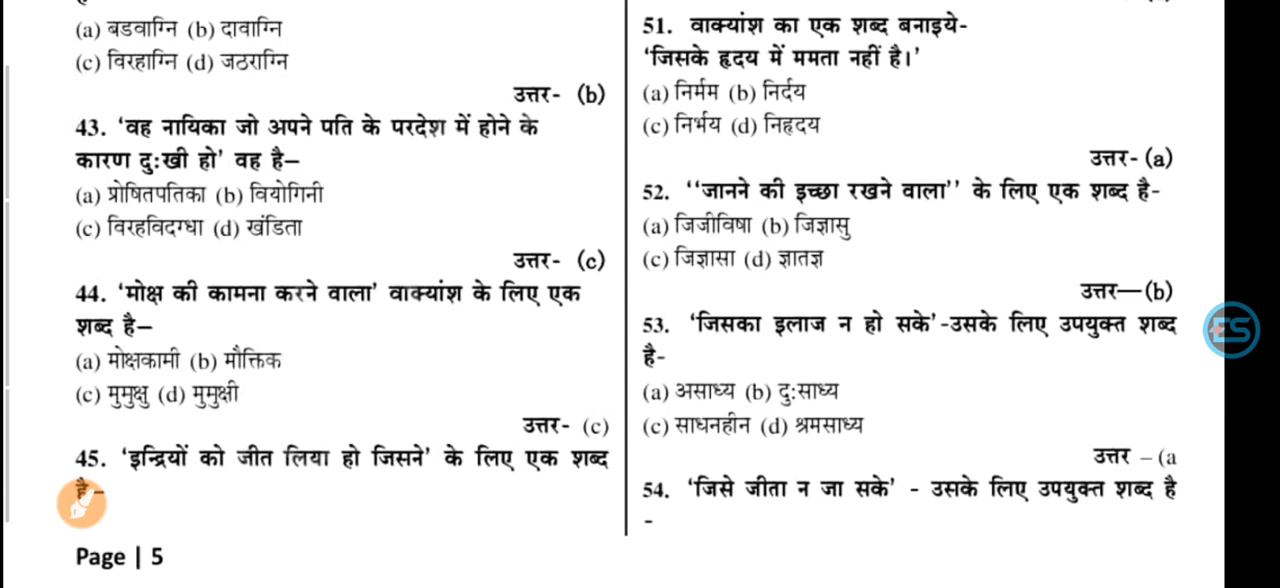 (a) बडवाग्नि (b) दावाग्नि
(c) विरहाग्नि (d) जठराग्नि
उत्तर- (b)
43. ‘वह नायिका जो अपने पति के परदेश में होने के
कारण दुःखी हो’ वह है–
(a) प्रोषितपतिका (b) वियोगिनी
(c) विरहविदग्धा (d) खंडिता
उत्तर- (c)
44. ‘मोक्ष की कामना करने वाला’ वाक्यांश के लिए एक
शब्द है–
(a) मोक्षकामी (b) मौक्तिक
(c) मुमुक्षु (d) मुमुक्षी
उत्तर- (c)
45. ‘इन्द्रियों को जीत लिया हो जिसने’ के लिए एक शब्द
है–
Page | 5
51. वाक्यांश का एक शब्द बनाइये-
‘जिसके हृदय में ममता नहीं है।’
(a) निर्मम (b) निर्दय
(c) निर्भय (d) निहृदय
उत्तर- (a)
52. ‘‘जानने की इच्छा रखने वाला’’ के लिए एक शब्द है-
(a) जिजीविषा (b) जिज्ञासु
(c) जिज्ञासा (d) ज्ञातज्ञ
उत्तर—(b)
53. ‘जिसका इलाज न हो सके’-उसके लिए उपयुक्त शब्द
है-
(a) असाध्य (b) दुःसाध्य
(c) साधनहीन (d) श्रमसाध्य
उत्तर – (a
54. ‘जिसे जीता न जा सके’ - उसके लिए उपयुक्त शब्द है
-
ES